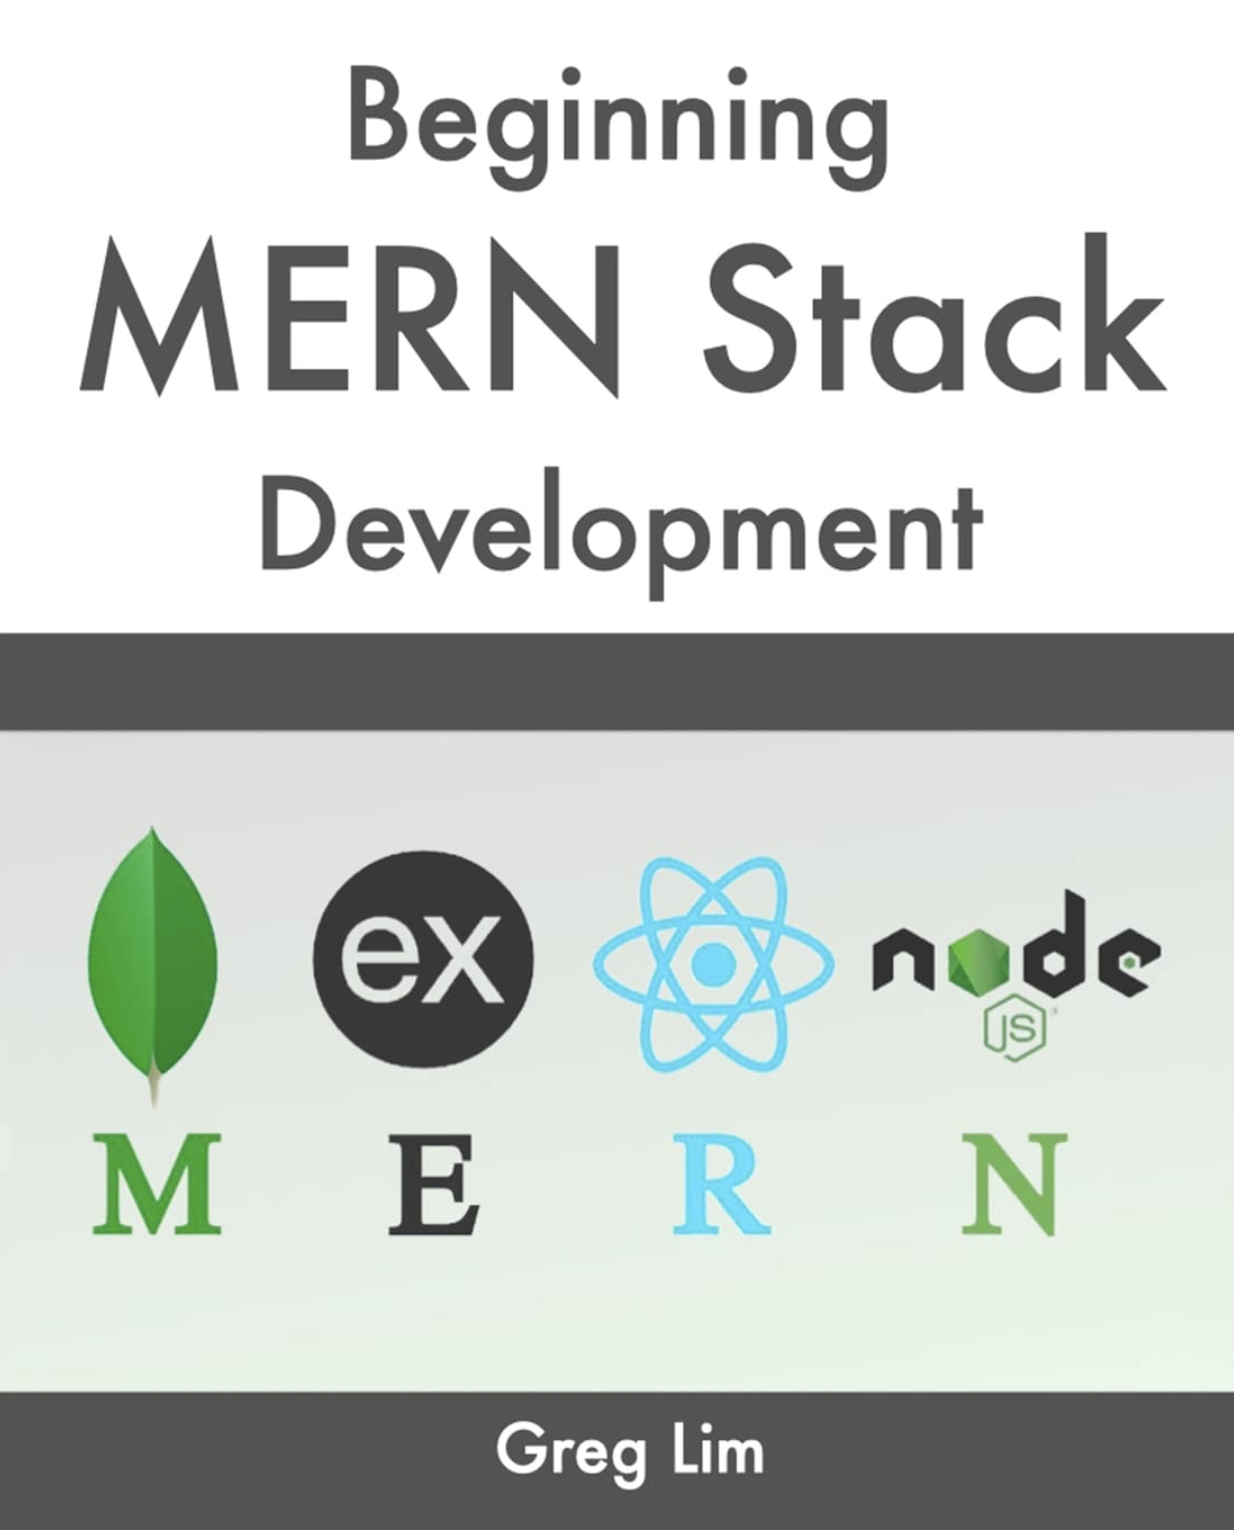 Beginning
MERN Stack
Development
ex
node
JS
M E R N
Greg Lim